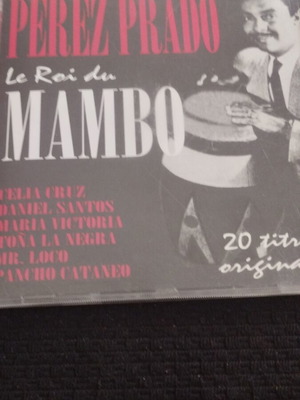 PEREZ PRADO
Le Roi du
MAMBO
CELIA CRUZ
DANIEL SANTOS
MARIA VICTORIA
TOÑA LA NEGRA
MR. LOCO
PANCHO CATANEO
20 titr
origina